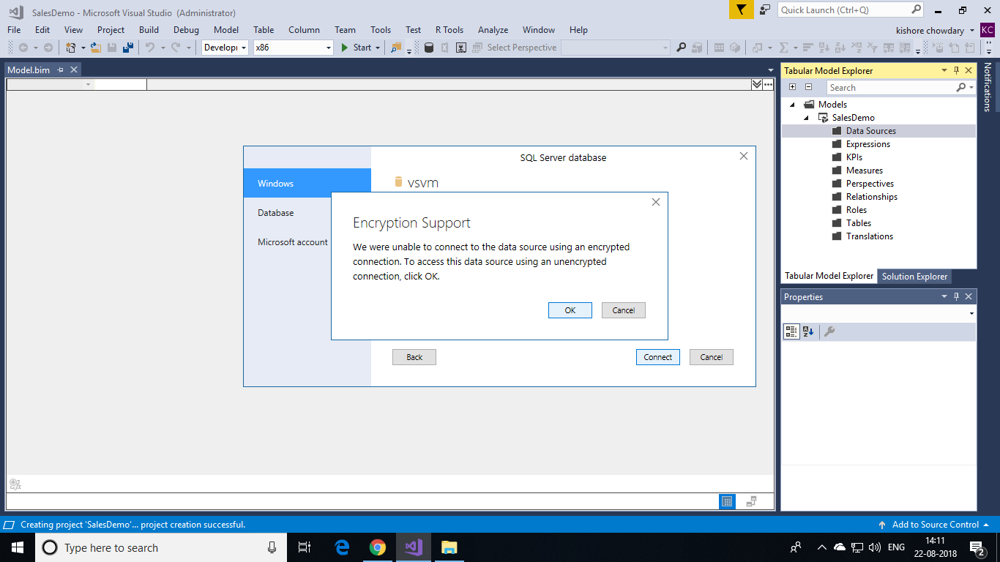 SalesDemo - Microsoft Visual Studio (Administrator)
Quick Launch (Ctrl+Q)
File Edit View Project Build Debug Model Table Column Team Tools Test R Tools Analyze Window Help
kishore chowdary KC
Develop x86 Start Select Perspective
Model.bim
Tabular Model Explorer
Notifications
Search
Models
SalesDemo
Data Sources
Expressions
KPIs
Measures
Perspectives
Relationships
Roles
Tables
Translations
Tabular Model Explorer Solution Explorer
Properties
SQL Server database
Windows
Database
Microsoft account
vsvm
Encryption Support
We were unable to connect to the data source using an encrypted
connection. To access this data source using an unencrypted
connection, click OK.
OK Cancel
Back Connect Cancel
Creating project 'SalesDemo'... project creation successful.
Add to Source Control
Type here to search
ENG
14:11
22-08-2018
2